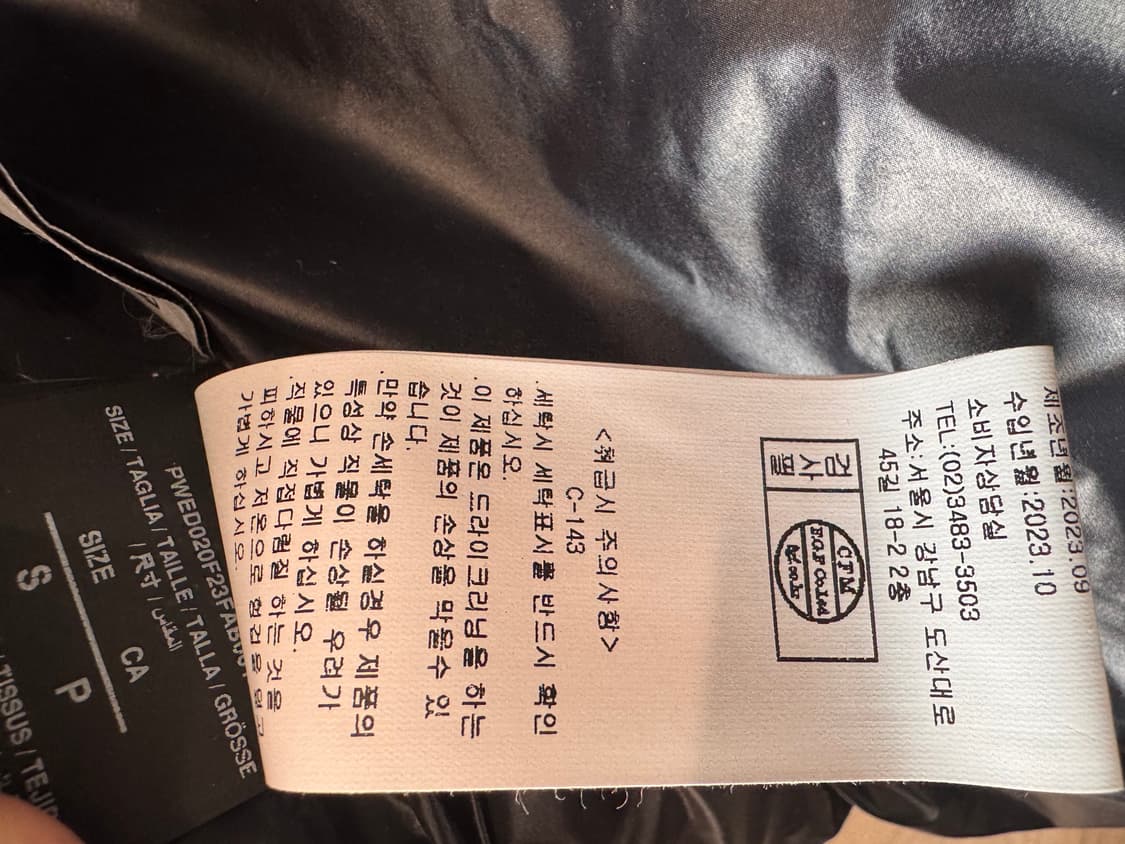 제조년월:2023.09
수입년월:2023.10
소비자상담실
TEL:(02)3483-3503
주소:서울시 강남구 도산대로
45길 18-2 2층
검사필
CTM
F.G.F Co.Ltd
<취급시 주의사항>
C-143
.세탁시 세탁표시를 반드시 확인
하십시오.
.이 제품은 드라이크리닝을 하는
것이 제품의 손상을 막을수 있
습니다.
.만약 손세탁을 하실경우 제품의
특성상 직물이 손상될 우려가
있으니 가볍게 하십시오.
.직물에 직접다림질 하는 것을
피하시고 저온으로 헝겊을
가볍게 하십시오.
SIZE / TAGLIA / TAILLE / TALLA / GRÖSSE
/ 尺寸 / المقاس
SIZE CA
S P
TISSUS /